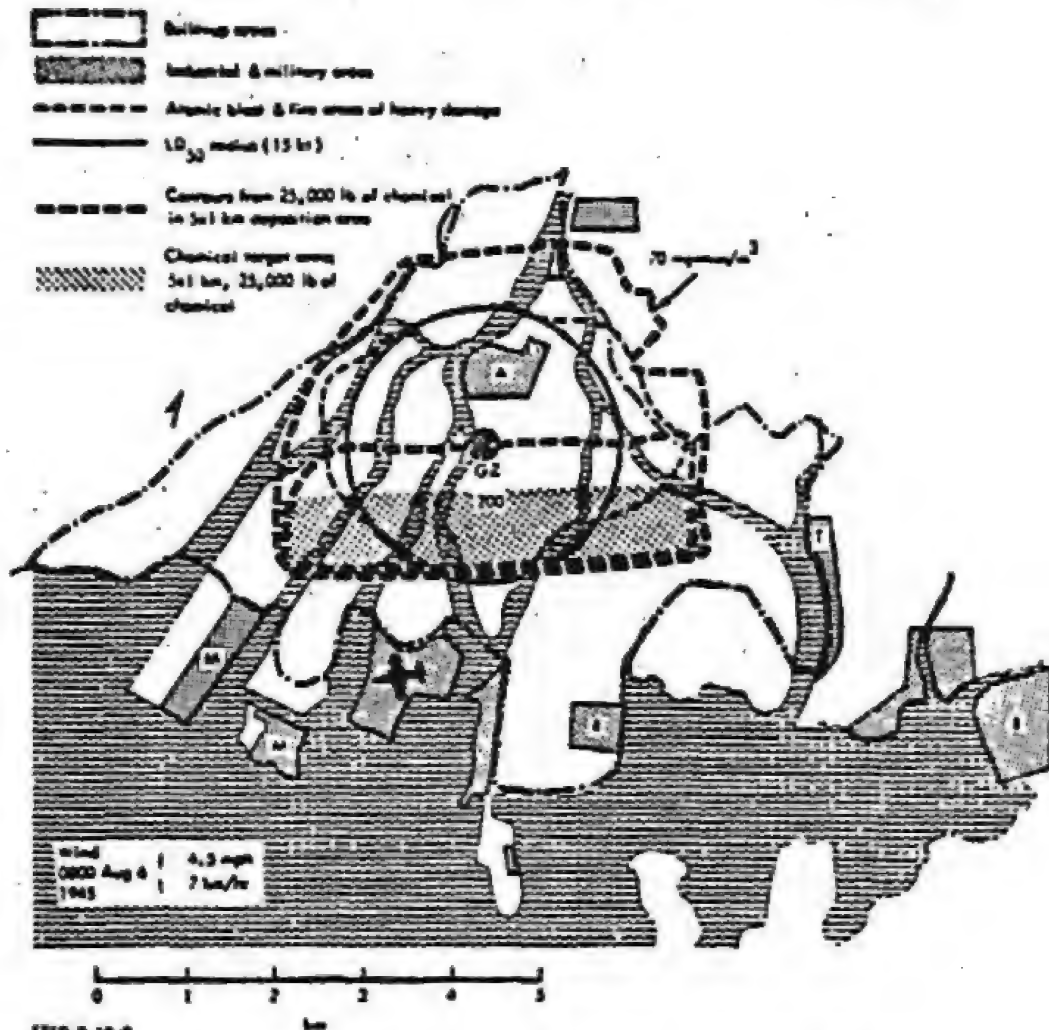 Built-up areas
Industrial & military areas
Atomic blast & fire areas of heavy damage
LD50 radius (15 kt)
Contours from 25,000 lb of chemical
in 5x1 km deposition area
Chemical target area
5x1 km, 25,000 lb of
chemical
70 mg-min/m³
A
GZ
700
T
M
M
B
B
Wind
0800 Aug 6 { 4.5 mph
1945 { 7 km/hr
0 1 2 3 4 5
km